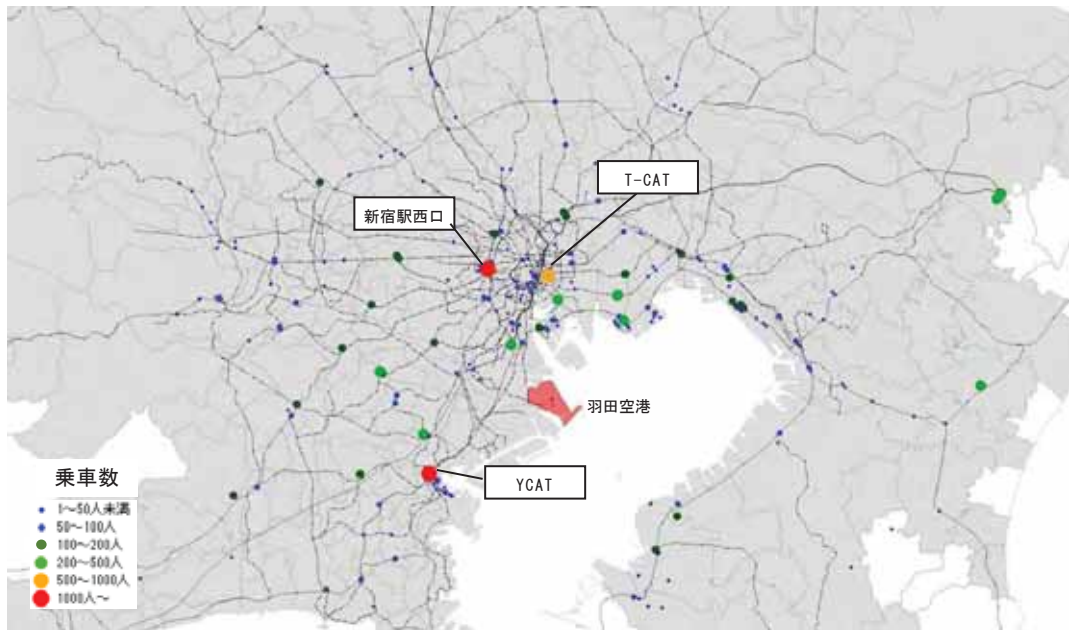 T-CAT
新宿駅西口
羽田空港
YCAT
乗車数
1～50人未満
50～100人
100～200人
200～500人
500～1000人
1000人～